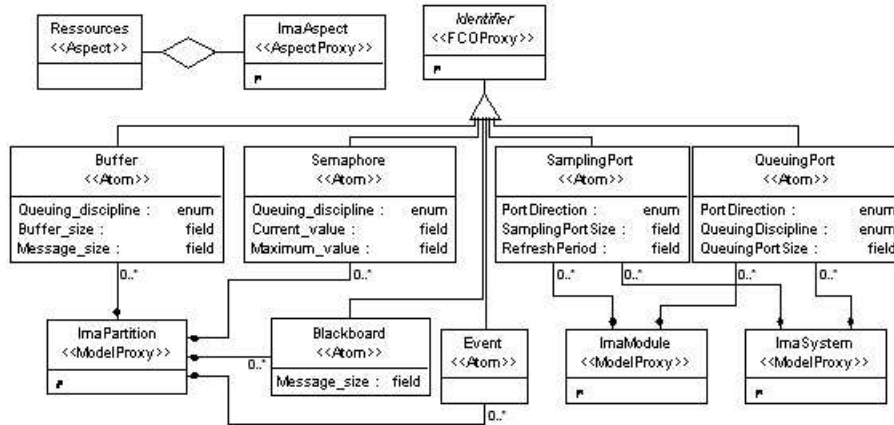 Ressources
<<Aspect>>
ImaAspect
<<AspectProxy>>
Identifier
<<FCOProxy>>
Buffer
<<Atom>>
Queuing_discipline : enum
Buffer_size : field
Message_size : field
Semaphore
<<Atom>>
Queuing_discipline : enum
Current_value : field
Maximum_value : field
SamplingPort
<<Atom>>
PortDirection : enum
SamplingPortSize : field
RefreshPeriod : field
QueuingPort
<<Atom>>
PortDirection : enum
QueuingDiscipline : enum
QueuingPortSize : field
0..*
0..*
0..*
0..*
0..*
0..*
ImaPartition
<<ModelProxy>>
0..*
Blackboard
<<Atom>>
Message_size : field
Event
<<Atom>>
0..*
ImaModule
<<ModelProxy>>
ImaSystem
<<ModelProxy>>